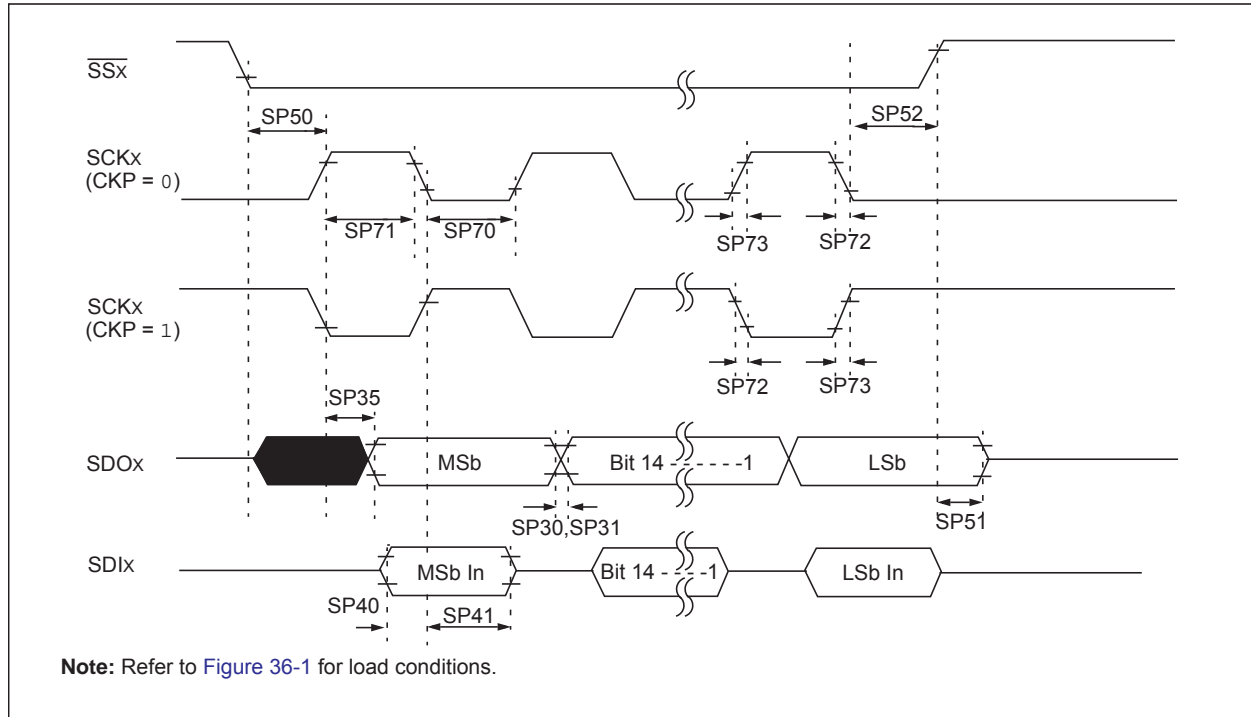 SSx
SP50
SP52
SCKx
(CKP = 0)
SP71
SP70
SP73
SP72
SCKx
(CKP = 1)
SP72
SP73
SP35
SDOx
MSb
Bit 14 - - - - - -1
LSb
SP30,SP31
SP51
SDIx
MSb In
Bit 14 - - - -1
LSb In
SP40
SP41
Note: Refer to Figure 36-1 for load conditions.